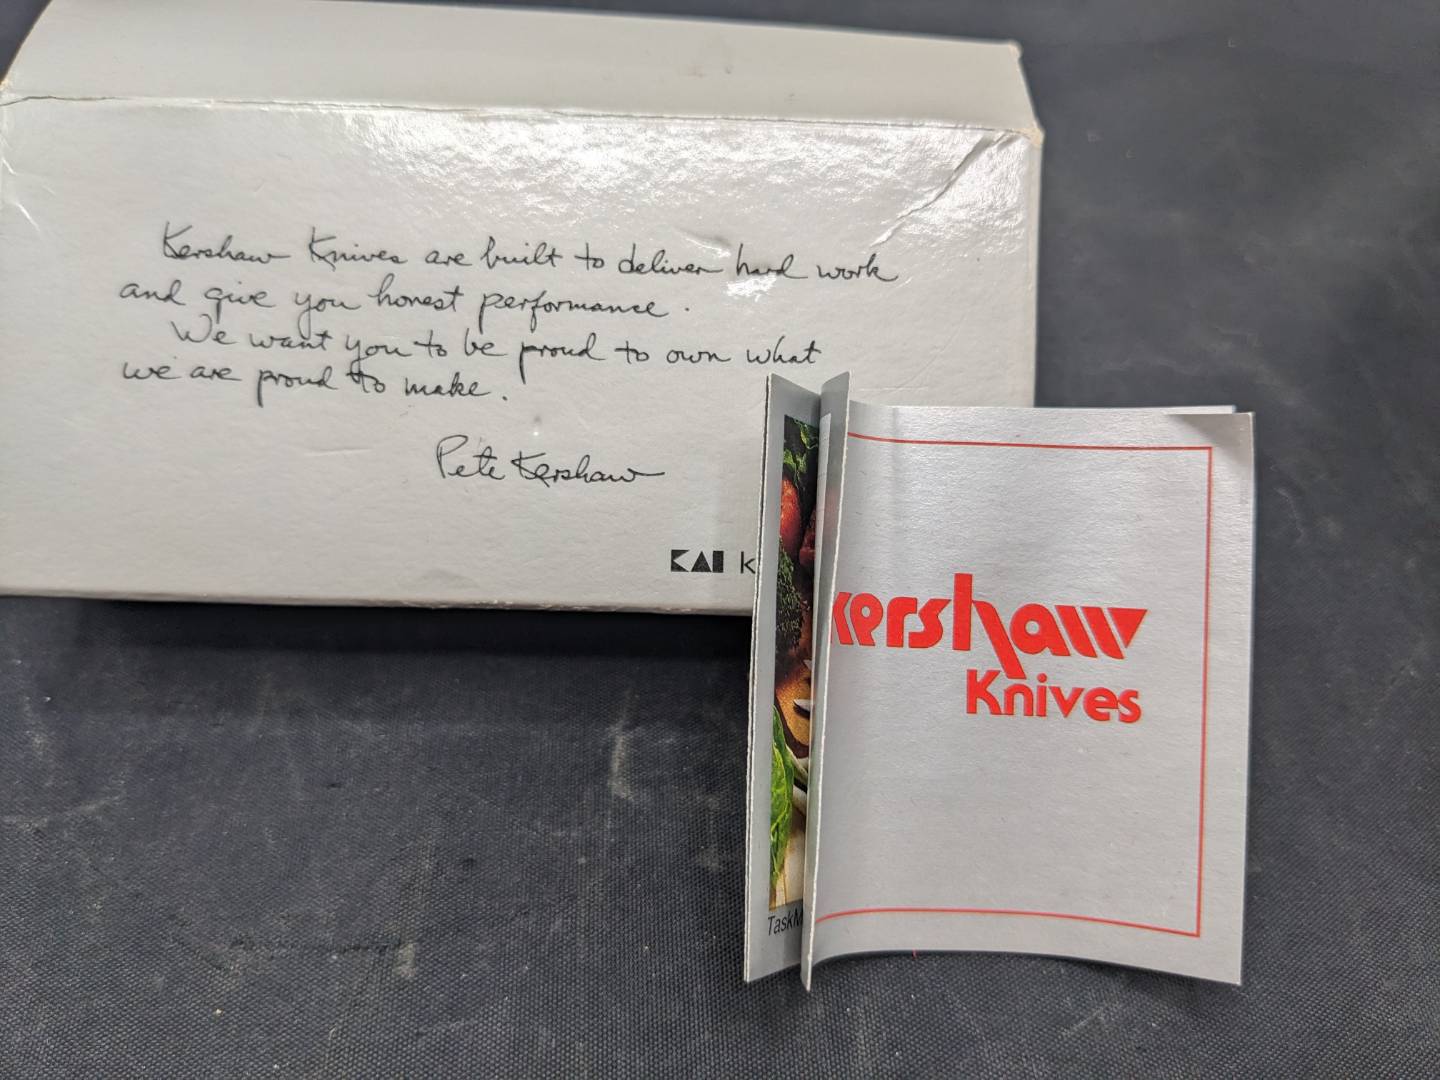 Kershaw Knives are built to deliver hard work
and give you honest performance.
We want you to be proud to own what
we are proud to make.
Pete Kershaw
KAI
kershaw
Knives